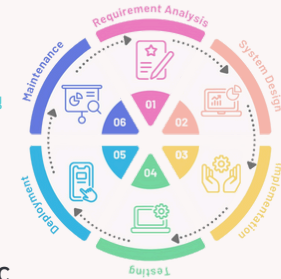 Requirement Analysis
System Design
Implementation
Testing
Deployment
Maintenance
01
02
03
04
05
06
C